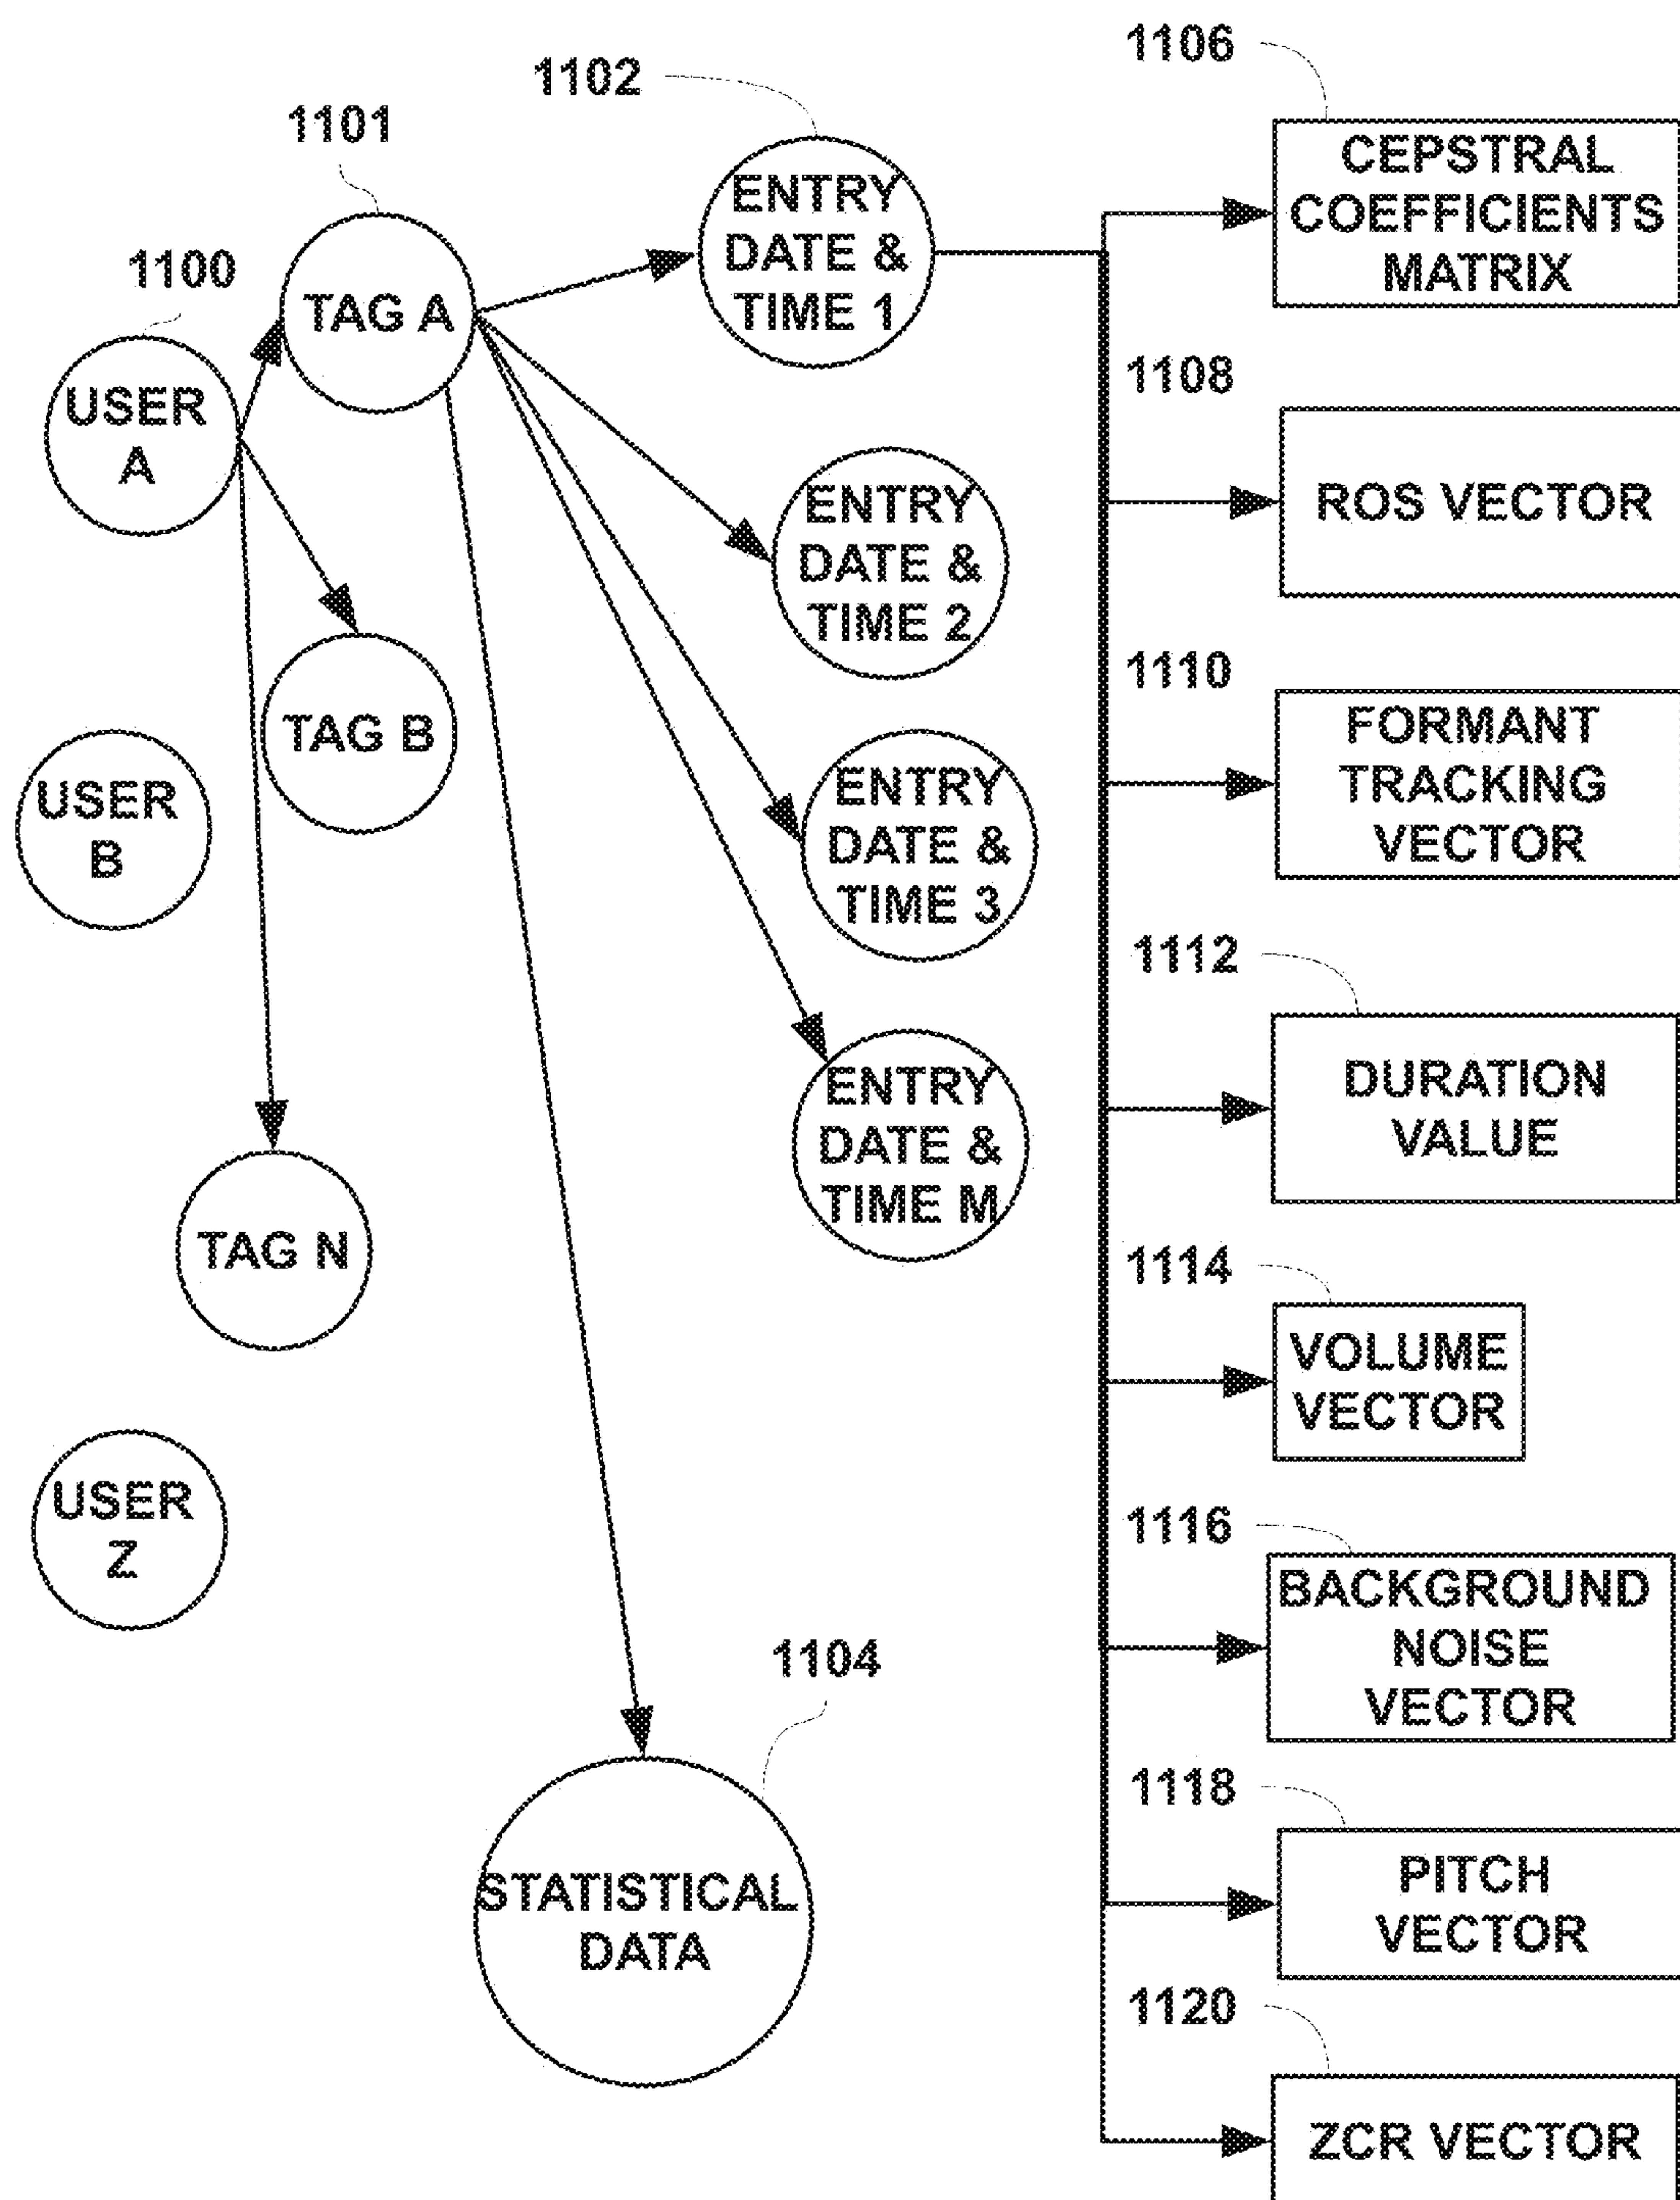 1106
1102
CEPSTRAL
COEFFICIENTS
MATRIX
1101
ENTRY
DATE &
TIME 1
1100
TAG A
USER
A
1108
ROS VECTOR
ENTRY
DATE &
TIME 2
1110
FORMANT
TRACKING
VECTOR
TAG B
USER
B
ENTRY
DATE &
TIME 3
1112
DURATION
VALUE
ENTRY
DATE &
TIME M
TAG N
1114
VOLUME
VECTOR
USER
Z
1116
BACKGROUND
NOISE
VECTOR
1104
STATISTICAL
DATA
1118
PITCH
VECTOR
1120
ZCR VECTOR